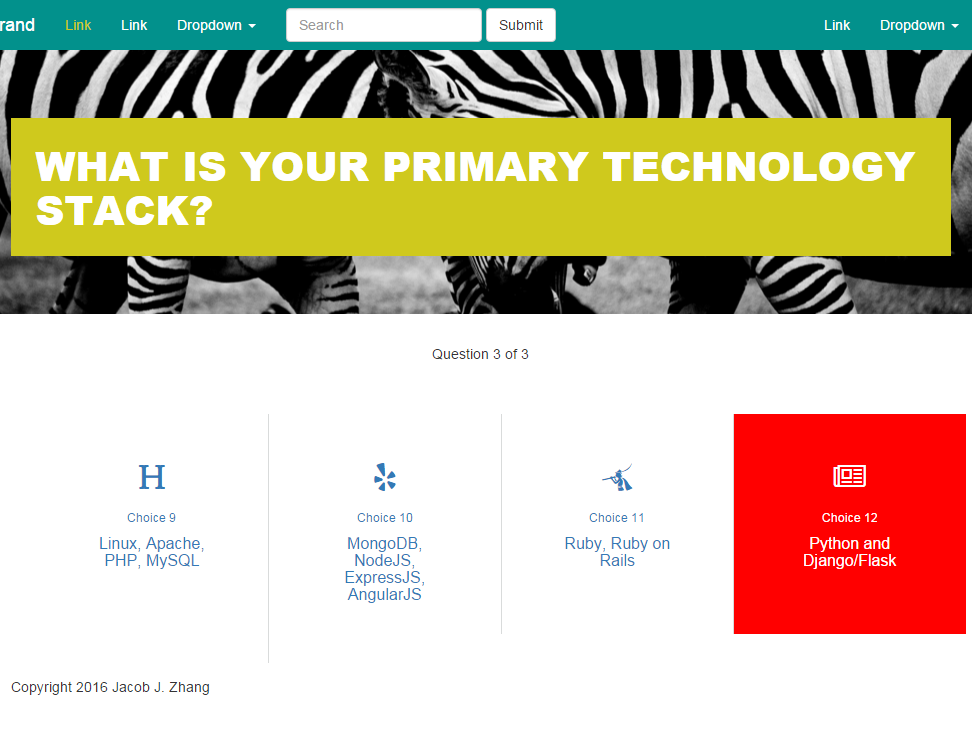 rand Link Link Dropdown Search Submit Link Dropdown
WHAT IS YOUR PRIMARY TECHNOLOGY
STACK?
Question 3 of 3
H
Choice 9
Linux, Apache,
PHP, MySQL
Choice 10
MongoDB,
NodeJS,
ExpressJS,
AngularJS
Choice 11
Ruby, Ruby on
Rails
Choice 12
Python and
Django/Flask
Copyright 2016 Jacob J. Zhang